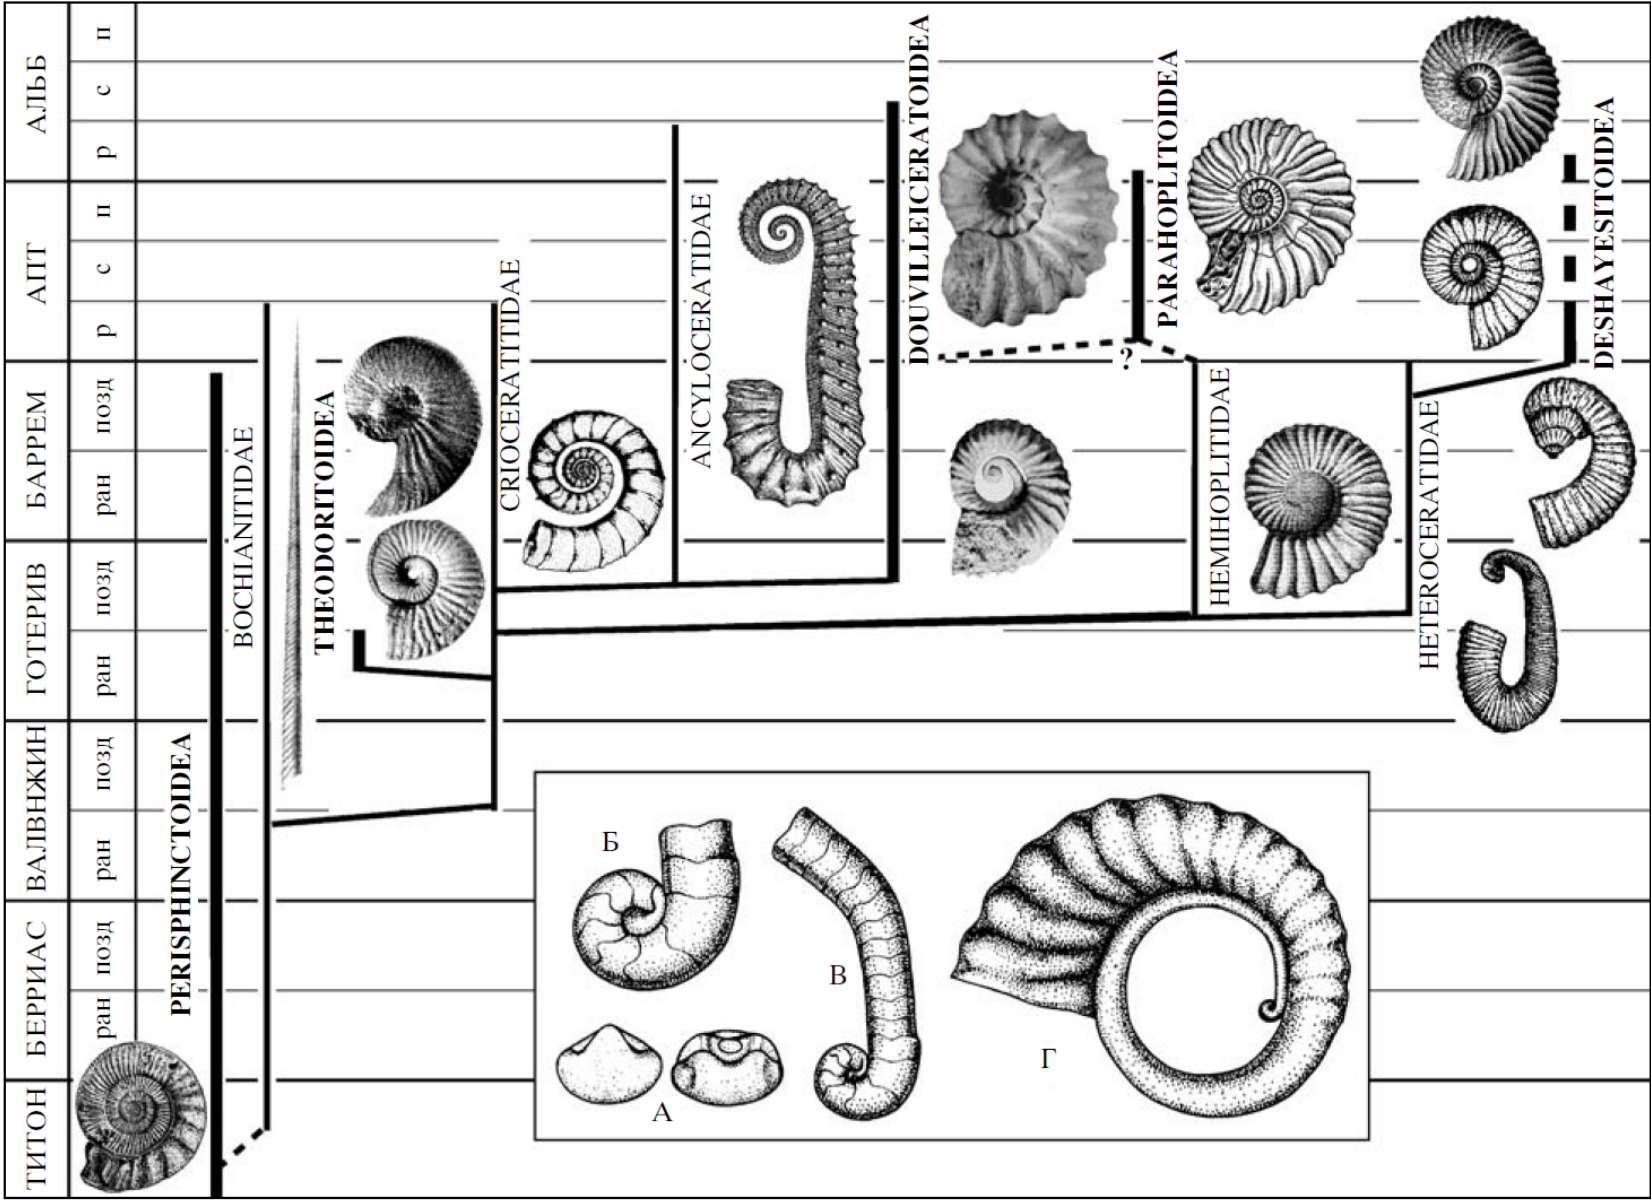 АЛЬБ
п
с
р
АПТ
п
с
р
БАРРЕМ
позд
ран
ГОТЕРИВ
позд
ран
ВАЛВНЖИН
позд
ран
БЕРРИАС
позд
ран
ТИТОН
PERISPHINCTOIDEA
BOCHIANITIDAE
THEODORITOIDEA
CRIOCERATITIDAE
ANCYLOCERATIDAE
DOUVILLEICERATOIDEA
PARAHOPLITOIDEA
?
HEMIHOPLITIDAE
HETEROCERATIDAE
DESHAYESITOIDEA
А
Б
В
Г